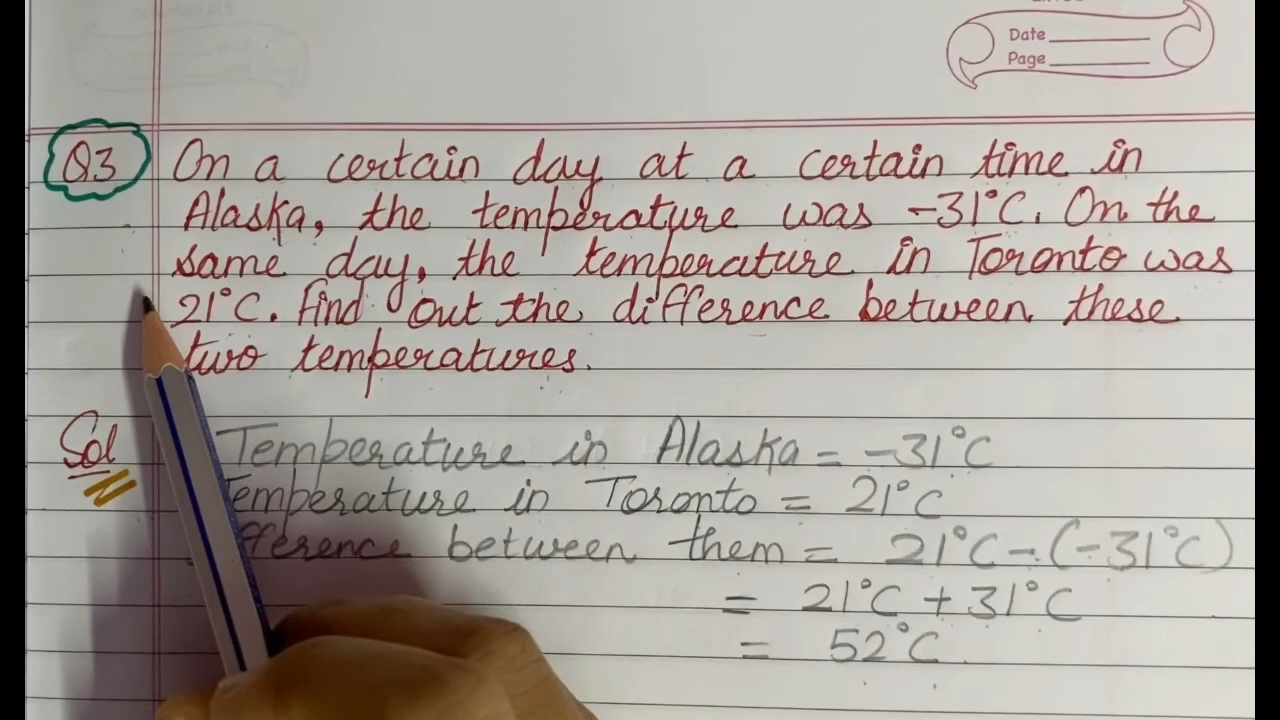 Date
Page
Q3 On a certain day at a certain time in
Alaska, the temperature was -31°C. On the
same day, the temperature in Toronto was
21°C. Find out the difference between these
two temperatures.
Sol Temperature in Alaska = -31°C
Temperature in Toronto = 21°C
fference between them = 21°C - (-31°C)
= 21°C + 31°C
= 52°C